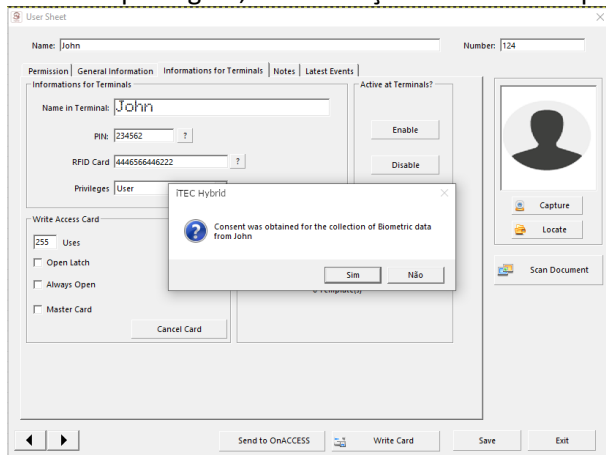 User Sheet
Name: John
Number: 124
Permission General Information Informations for Terminals Notes Latest Events
Informations for Terminals
Active at Terminals?
Name in Terminal: John
PIN: 234562 ?
Enable
RFID Card 4446566446222 ?
Disable
Privileges User
iTEC Hybrid
Consent was obtained for the collection of Biometric data
from John
Sim Não
Capture
Locate
Write Access Card
255 Uses
Open Latch
Always Open
Master Card
Cancel Card
Scan Document
Send to OnACCESS Write Card Save Exit